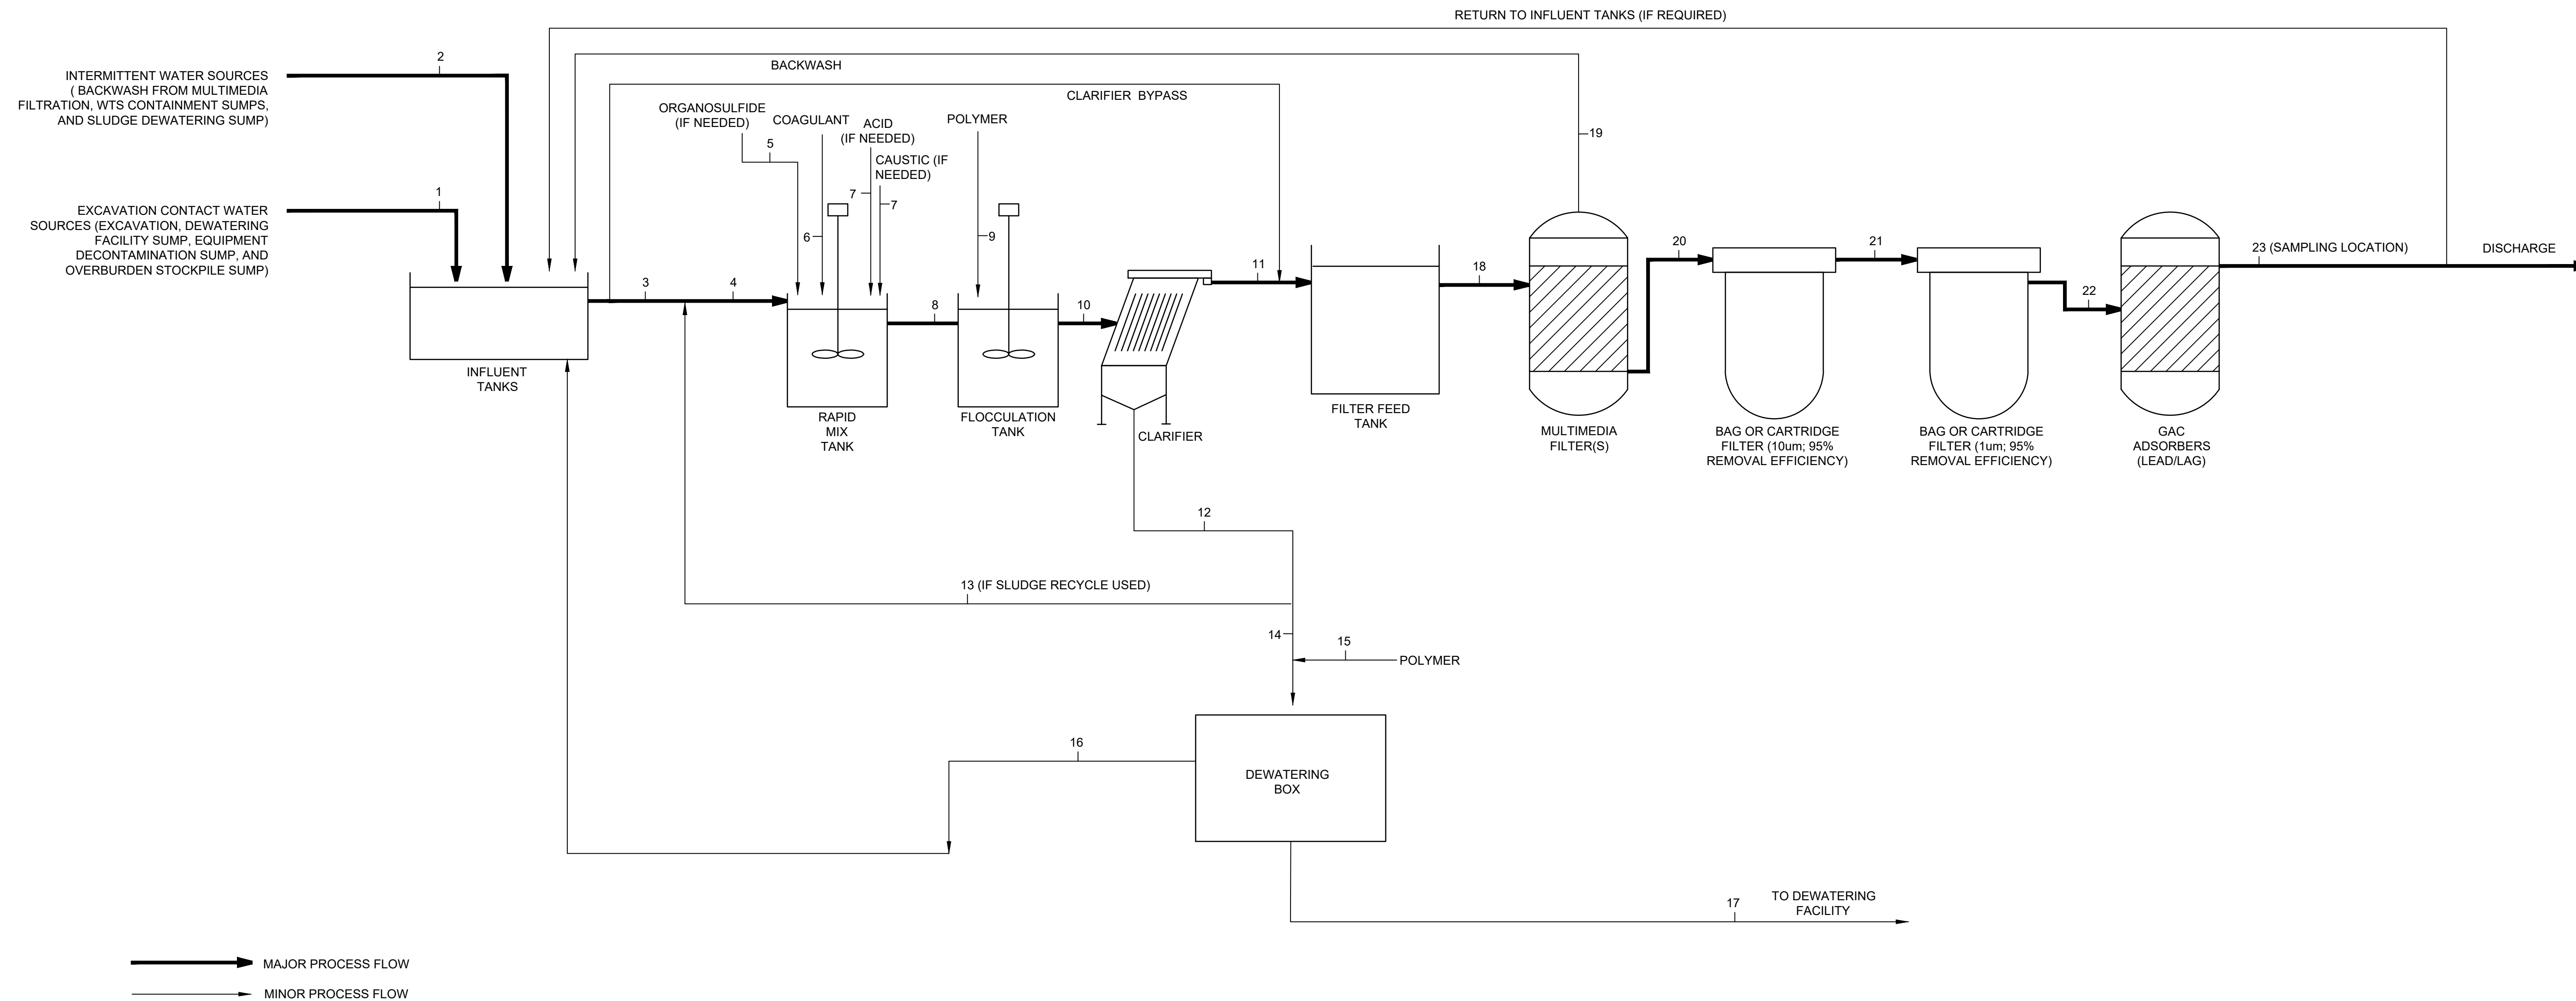 RETURN TO INFLUENT TANKS (IF REQUIRED)
2
INTERMITTENT WATER SOURCES
( BACKWASH FROM MULTIMEDIA
FILTRATION, WTS CONTAINMENT SUMPS,
AND SLUDGE DEWATERING SUMP)
BACKWASH
CLARIFIER BYPASS
ORGANOSULFIDE
(IF NEEDED)
5
COAGULANT
6
ACID
(IF NEEDED)
7
CAUSTIC (IF
NEEDED)
7
POLYMER
9
19
1
EXCAVATION CONTACT WATER
SOURCES (EXCAVATION, DEWATERING
FACILITY SUMP, EQUIPMENT
DECONTAMINATION SUMP, AND
OVERBURDEN STOCKPILE SUMP)
3
4
8
10
11
18
20
21
22
23 (SAMPLING LOCATION)
DISCHARGE
INFLUENT
TANKS
RAPID
MIX
TANK
FLOCCULATION
TANK
CLARIFIER
FILTER FEED
TANK
MULTIMEDIA
FILTER(S)
BAG OR CARTRIDGE
FILTER (10um; 95%
REMOVAL EFFICIENCY)
BAG OR CARTRIDGE
FILTER (1um; 95%
REMOVAL EFFICIENCY)
GAC
ADSORBERS
(LEAD/LAG)
12
13 (IF SLUDGE RECYCLE USED)
14
15
POLYMER
16
DEWATERING
BOX
17
TO DEWATERING
FACILITY
MAJOR PROCESS FLOW
MINOR PROCESS FLOW